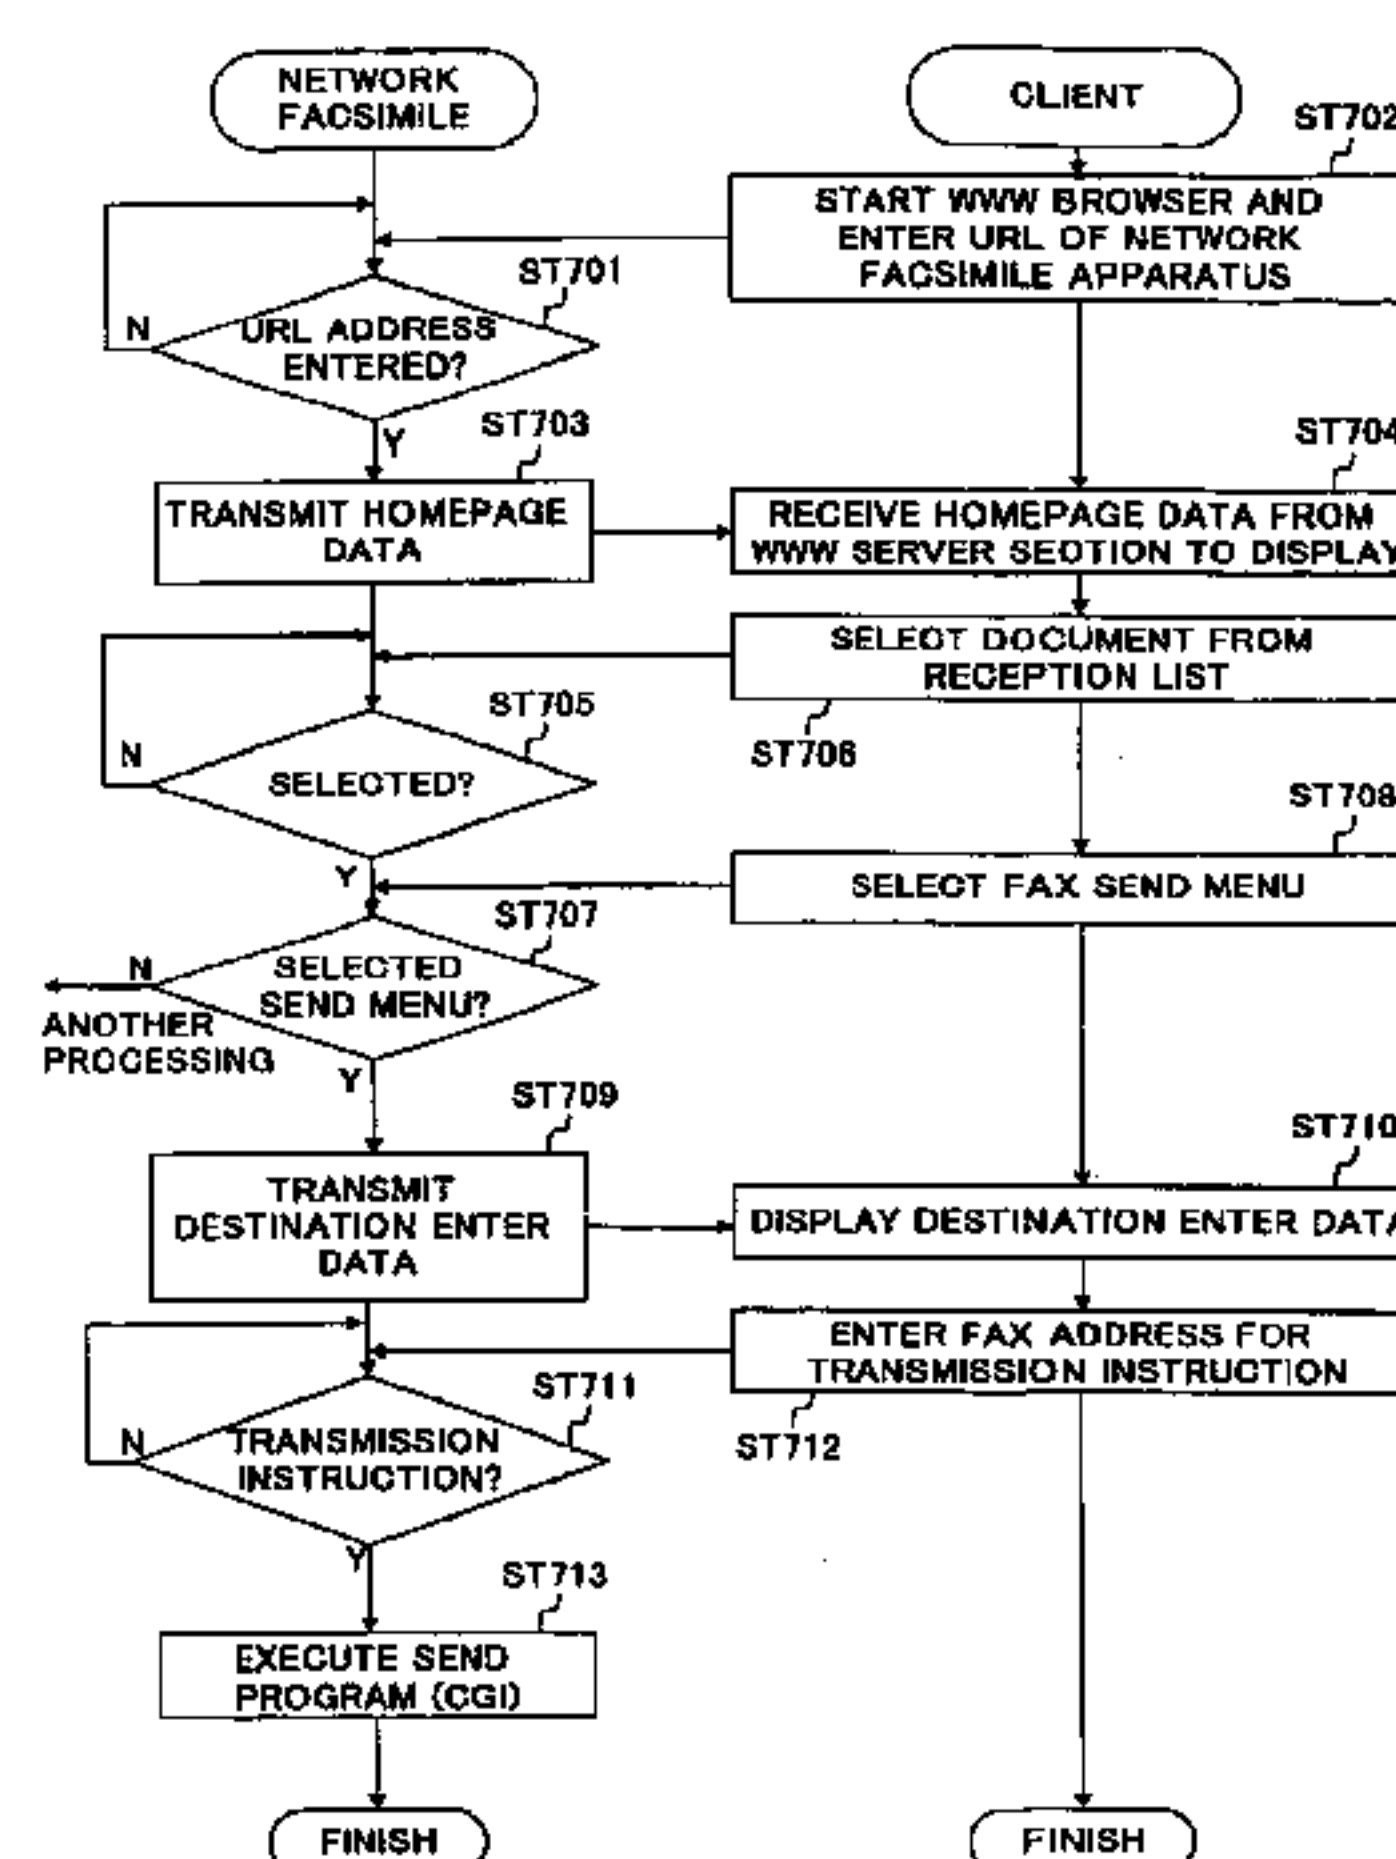 NETWORK
FACSIMILE
CLIENT
ST702
START WWW BROWSER AND
ENTER URL OF NETWORK
FACSIMILE APPARATUS
ST701
N
URL ADDRESS
ENTERED?
Y
ST703
TRANSMIT HOMEPAGE
DATA
ST704
RECEIVE HOMEPAGE DATA FROM
WWW SERVER SECTION TO DISPLAY
SELECT DOCUMENT FROM
RECEPTION LIST
ST706
ST705
N
SELECTED?
Y
ST708
SELECT FAX SEND MENU
ST707
N
SELECTED
SEND MENU?
ANOTHER
PROCESSING
Y
ST709
TRANSMIT
DESTINATION ENTER
DATA
ST710
DISPLAY DESTINATION ENTER DATA
ENTER FAX ADDRESS FOR
TRANSMISSION INSTRUCTION
ST712
ST711
N
TRANSMISSION
INSTRUCTION?
Y
ST713
EXECUTE SEND
PROGRAM (CGI)
FINISH
FINISH